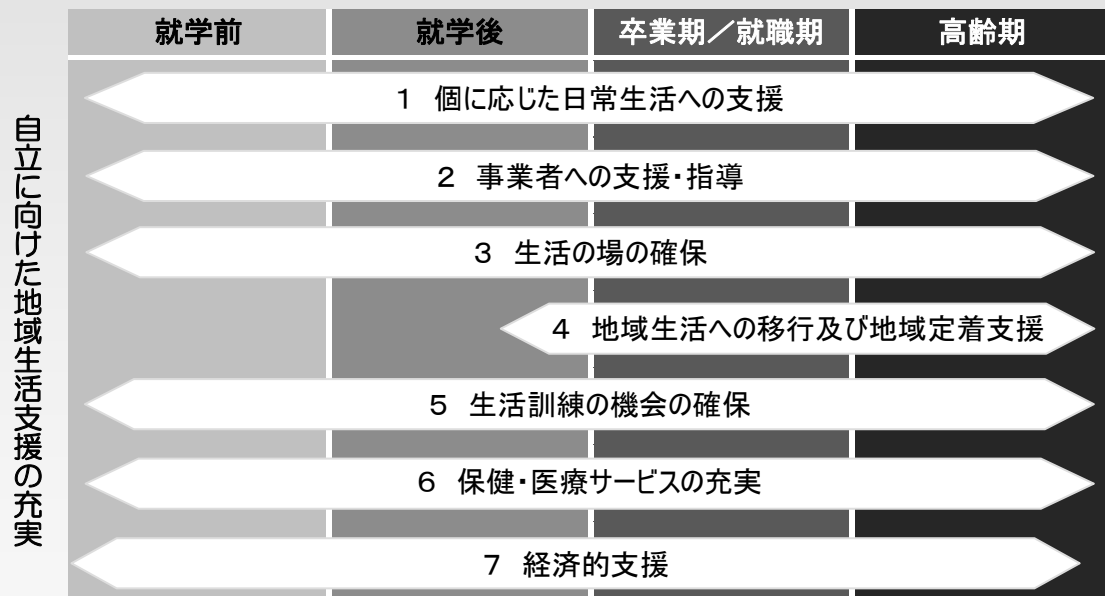 就学前
就学後
卒業期／就職期
高齢期
自立に向けた地域生活支援の充実
１　個に応じた日常生活への支援
２　事業者への支援・指導
３　生活の場の確保
４　地域生活への移行及び地域定着支援
５　生活訓練の機会の確保
６　保健・医療サービスの充実
７　経済的支援